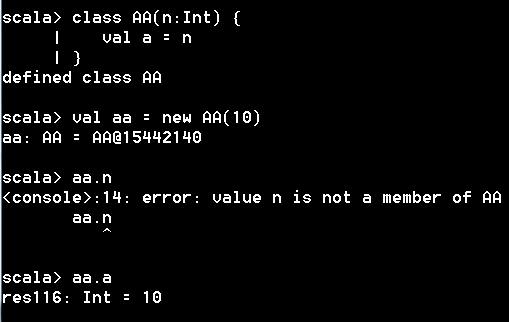 scala> class AA(n:Int) {
     |    val a = n
     | }
defined class AA
scala> val aa = new AA(10)
aa: AA = AA@15442140
scala> aa.n
<console>:14: error: value n is not a member of AA
       aa.n
          ^
scala> aa.a
res116: Int = 10